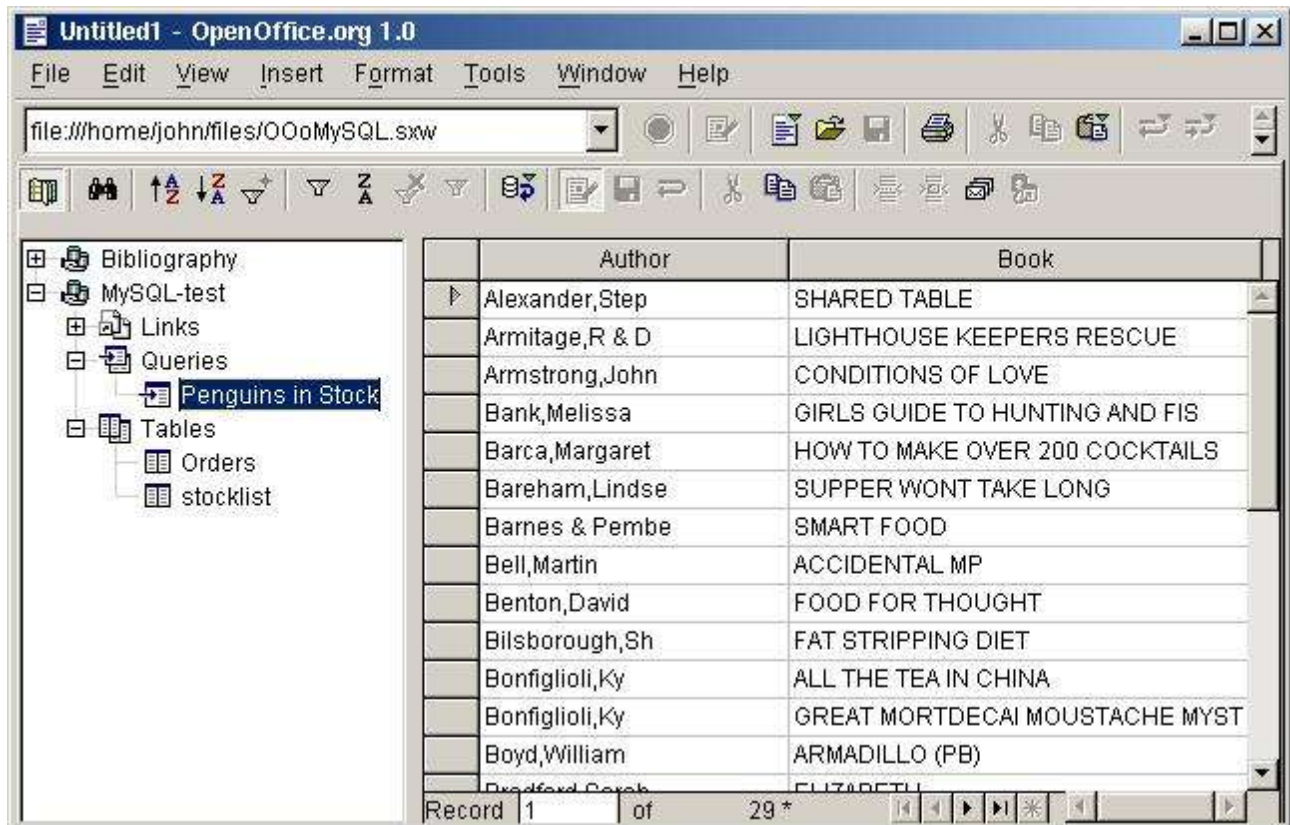 Untitled1 - OpenOffice.org 1.0
File Edit View Insert Format Tools Window Help
file:///home/john/files/OOoMySQL.sxw
Bibliography
MySQL-test
Links
Queries
Penguins in Stock
Tables
Orders
stocklist
Author Book
Alexander,Step SHARED TABLE
Armitage,R & D LIGHTHOUSE KEEPERS RESCUE
Armstrong,John CONDITIONS OF LOVE
Bank,Melissa GIRLS GUIDE TO HUNTING AND FIS
Barca,Margaret HOW TO MAKE OVER 200 COCKTAILS
Bareham,Lindse SUPPER WONT TAKE LONG
Barnes & Pembe SMART FOOD
Bell,Martin ACCIDENTAL MP
Benton,David FOOD FOR THOUGHT
Bilsborough,Sh FAT STRIPPING DIET
Bonfiglioli,Ky ALL THE TEA IN CHINA
Bonfiglioli,Ky GREAT MORTDECAI MOUSTACHE MYST
Boyd,William ARMADILLO (PB)
Record 1 of 29 *